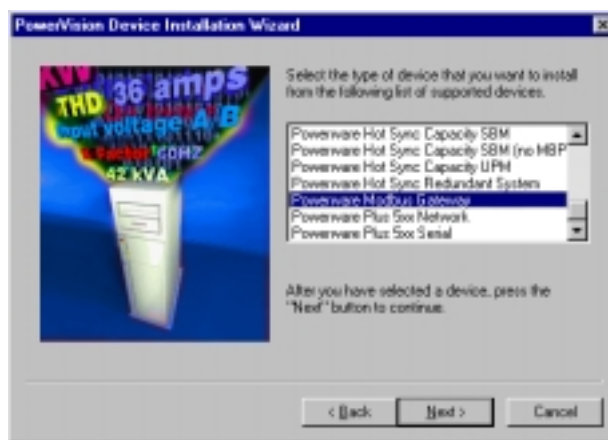 PowerVision Device Installation Wizard
KW
THD 36 amps
Input voltage A B
42 kVA
Select the type of device that you want to install
from the following list of supported devices.
Powerware Hot Sync Capacity SBM
Powerware Hot Sync Capacity SBM (no MBP
Powerware Hot Sync Capacity UPM
Powerware Hot Sync Redundant System
Powerware Modbus Gateway
Powerware Plus 5xx Network
Powerware Plus 5xx Serial
After you have selected a device, press the
"Next" button to continue.
< Back
Next >
Cancel